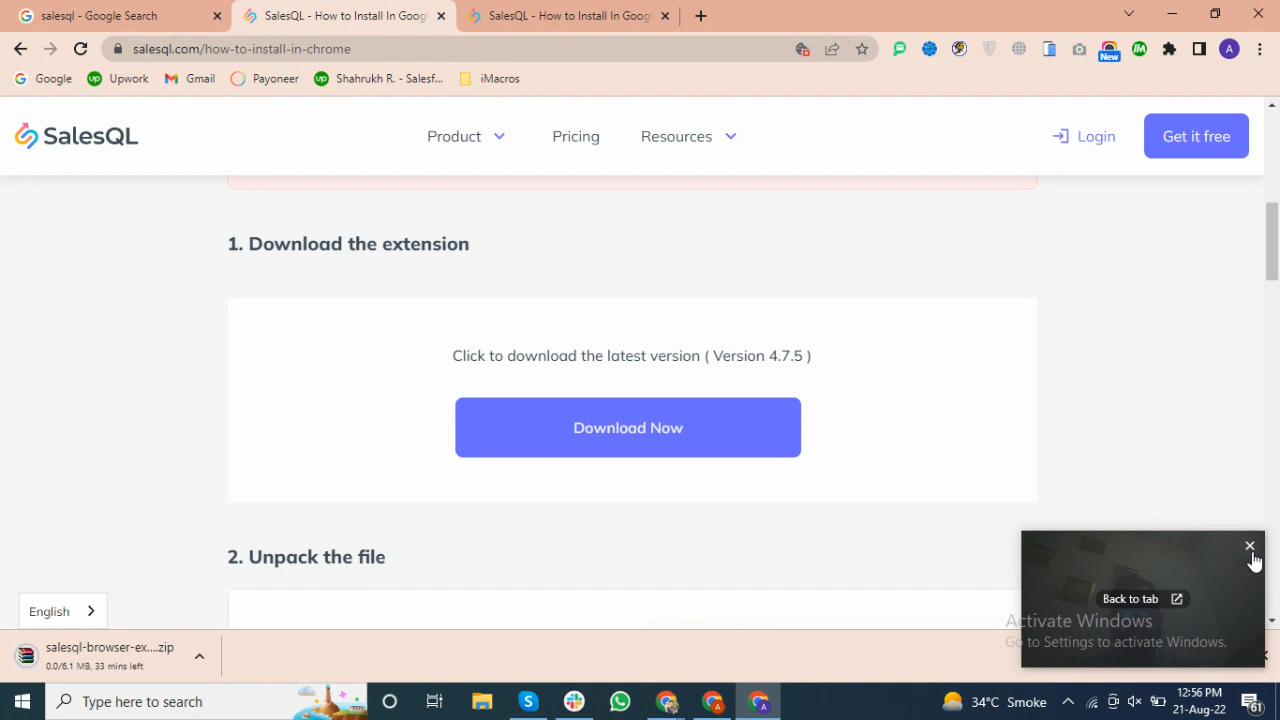 salesql - Google Search
SalesQL - How to Install In Goog
SalesQL - How to Install In Goog
salesql.com/how-to-install-in-chrome
A
New
Google
Upwork
Gmail
Payoneer
Shahrukh R. - Salesf...
iMacros
SalesQL
Product
Pricing
Resources
Login
Get it free
1. Download the extension
Click to download the latest version ( Version 4.7.5 )
Download Now
2. Unpack the file
Back to tab
English
Activate Windows
Go to Settings to activate Windows.
salesql-browser-ex....zip
0.0/6.1 MB, 33 mins left
Type here to search
34°C Smoke
12:56 PM
21-Aug-22
61